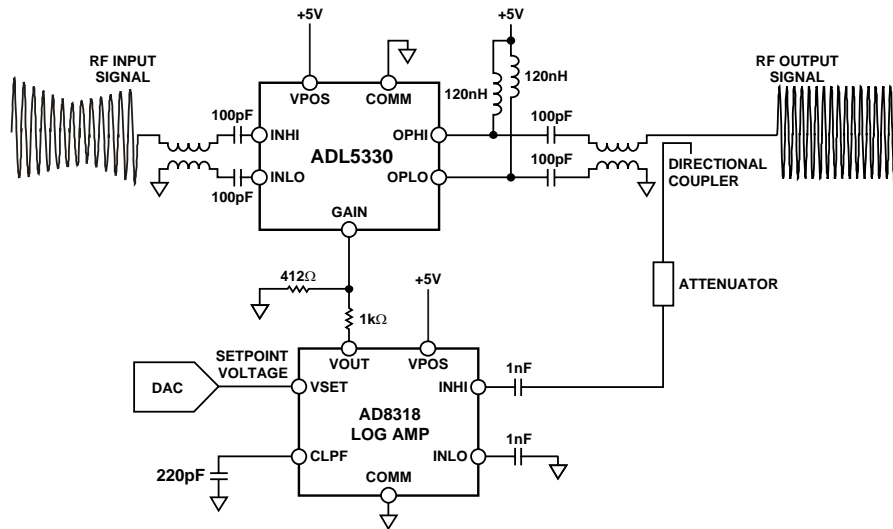 +5V
+5V
RF INPUT
SIGNAL
RF OUTPUT
SIGNAL
120nH
120nH
VPOS
COMM
100pF
100pF
INHI
OPHI
ADL5330
DIRECTIONAL
COUPLER
INLO
OPLO
100pF
100pF
GAIN
412Ω
+5V
ATTENUATOR
1kΩ
SETPOINT
VOLTAGE
VOUT
VPOS
1nF
DAC
VSET
INHI
AD8318
LOG AMP
1nF
CLPF
INLO
220pF
COMM